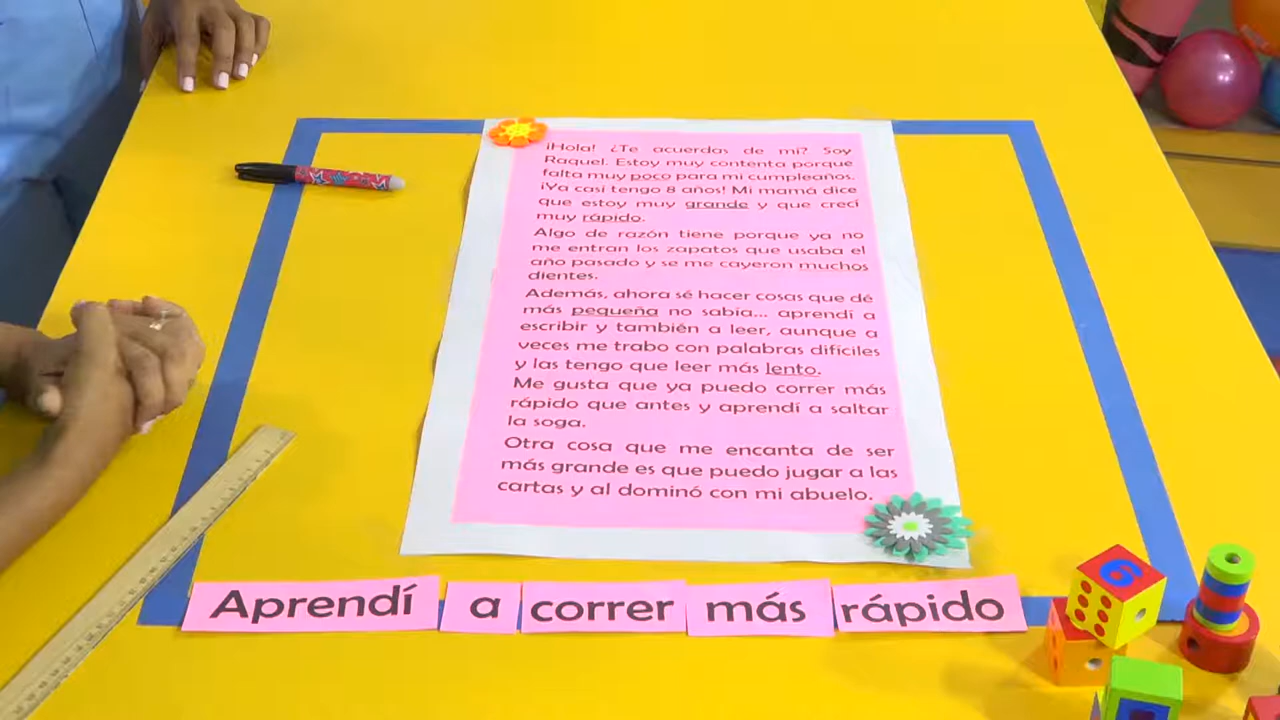 ¡Hola! ¿Te acuerdas de mi? Soy
Raquel. Estoy muy contenta porque
falta muy poco para mi cumpleaños.
¡Ya casi tengo 8 años! Mi mamá dice
que estoy muy grande y que crecí
muy rápido.
Algo de razón tiene porque ya no
me entran los zapatos que usaba el
año pasado y se me cayeron muchos
dientes.
Además, ahora sé hacer cosas que de
más pequeña no sabía... aprendí a
escribir y también a leer, aunque a
veces me trabo con palabras difíciles
y las tengo que leer más lento.
Me gusta que ya puedo correr más
rápido que antes y aprendí a saltar
la soga.
Otra cosa que me encanta de ser
más grande es que puedo jugar a las
cartas y al dominó con mi abuelo.
Aprendí a correr más rápido
6